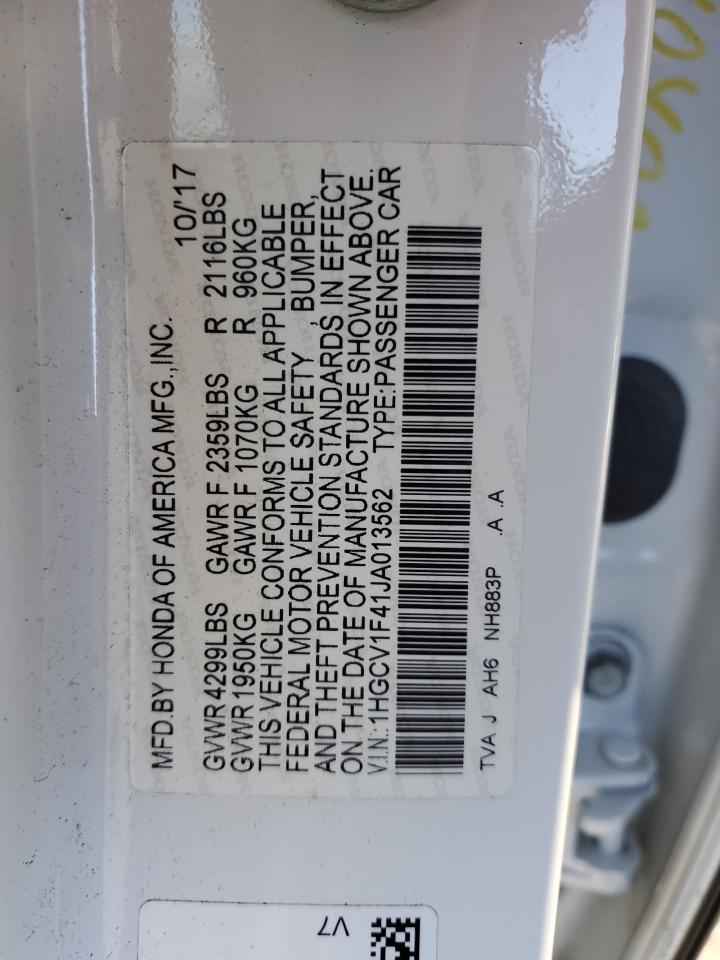 MFD.BY HONDA OF AMERICA MFG.,INC. 10/'17
GVWR 4299LBS GAWR F 2359LBS R 2116LBS
GVWR 1950KG GAWR F 1070KG R 960KG
THIS VEHICLE CONFORMS TO ALL APPLICABLE
FEDERAL MOTOR VEHICLE SAFETY , BUMPER,
AND THEFT PREVENTION STANDARDS IN EFFECT
ON THE DATE OF MANUFACTURE SHOWN ABOVE.
V.I.N.:1HGCV1F41JA013562 TYPE:PASSENGER CAR
TVA J AH6 NH883P .A .A
V7